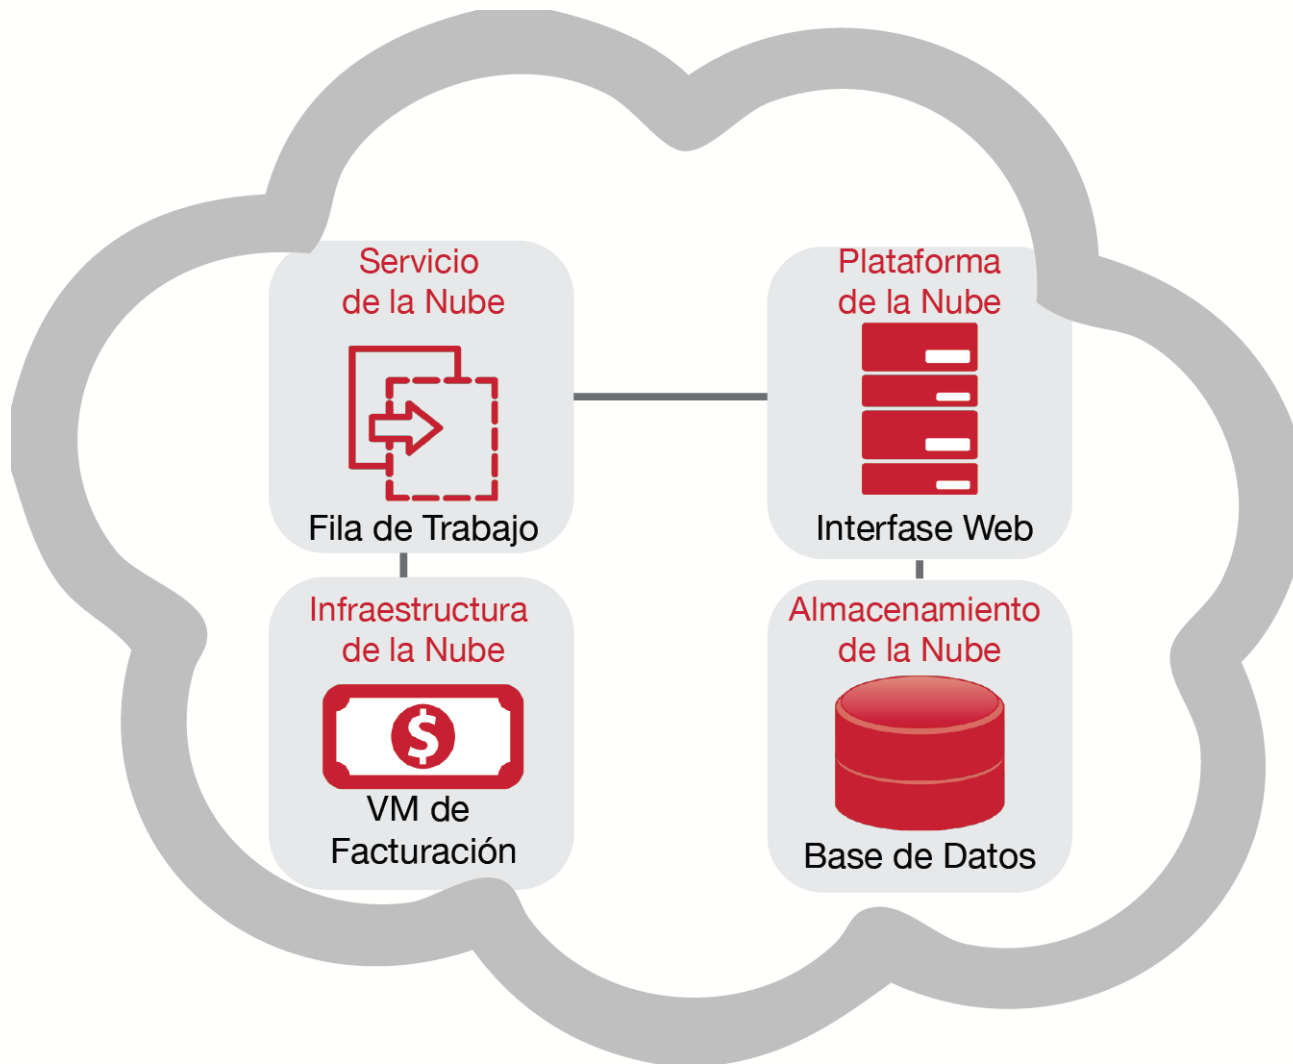 Servicio
de la Nube
Fila de Trabajo
Plataforma
de la Nube
Interfase Web
Infraestructura
de la Nube
$
VM de
Facturación
Almacenamiento
de la Nube
Base de Datos